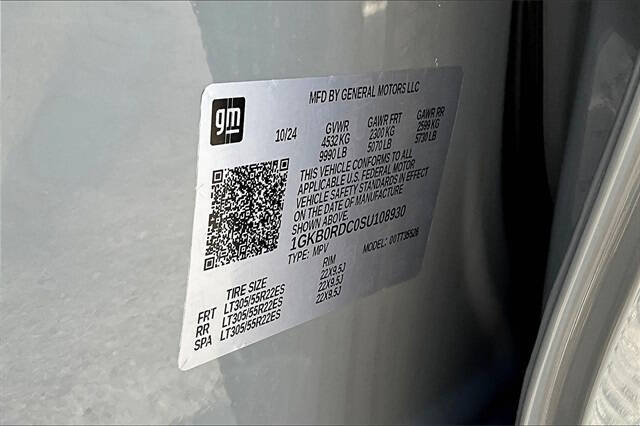 MFD BY GENERAL MOTORS LLC
gm
10/24 GVWR GAWR FRT GAWR RR
4532 KG 2300 KG 2599 KG
9990 LB 5070 LB 5730 LB
THIS VEHICLE CONFORMS TO ALL
APPLICABLE U.S. FEDERAL MOTOR
VEHICLE SAFETY STANDARDS IN EFFECT
ON THE DATE OF MANUFACTURE
SHOWN ABOVE.
1GKB0RDC0SU108930
TYPE: MPV MODEL: 00TT35526
TIRE SIZE RIM
FRT LT305/55R22ES 22X9.5J
RR LT305/55R22ES 22X9.5J
SPA LT305/55R22ES 22X9.5J